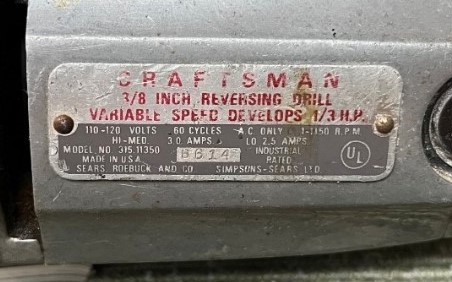 CRAFTSMAN
3/8 INCH REVERSING DRILL
VARIABLE SPEED DEVELOPS 1/3 H.P.
110-120 VOLTS 60 CYCLES A.C. ONLY 1-1150 R.P.M.
HI-MED. 3.0 AMPS. LO 2.5 AMPS.
MODEL NO. 315.11350 B614 INDUSTRIAL
MADE IN U.S.A. RATED
SEARS, ROEBUCK AND CO. SIMPSONS-SEARS LTD.
UL